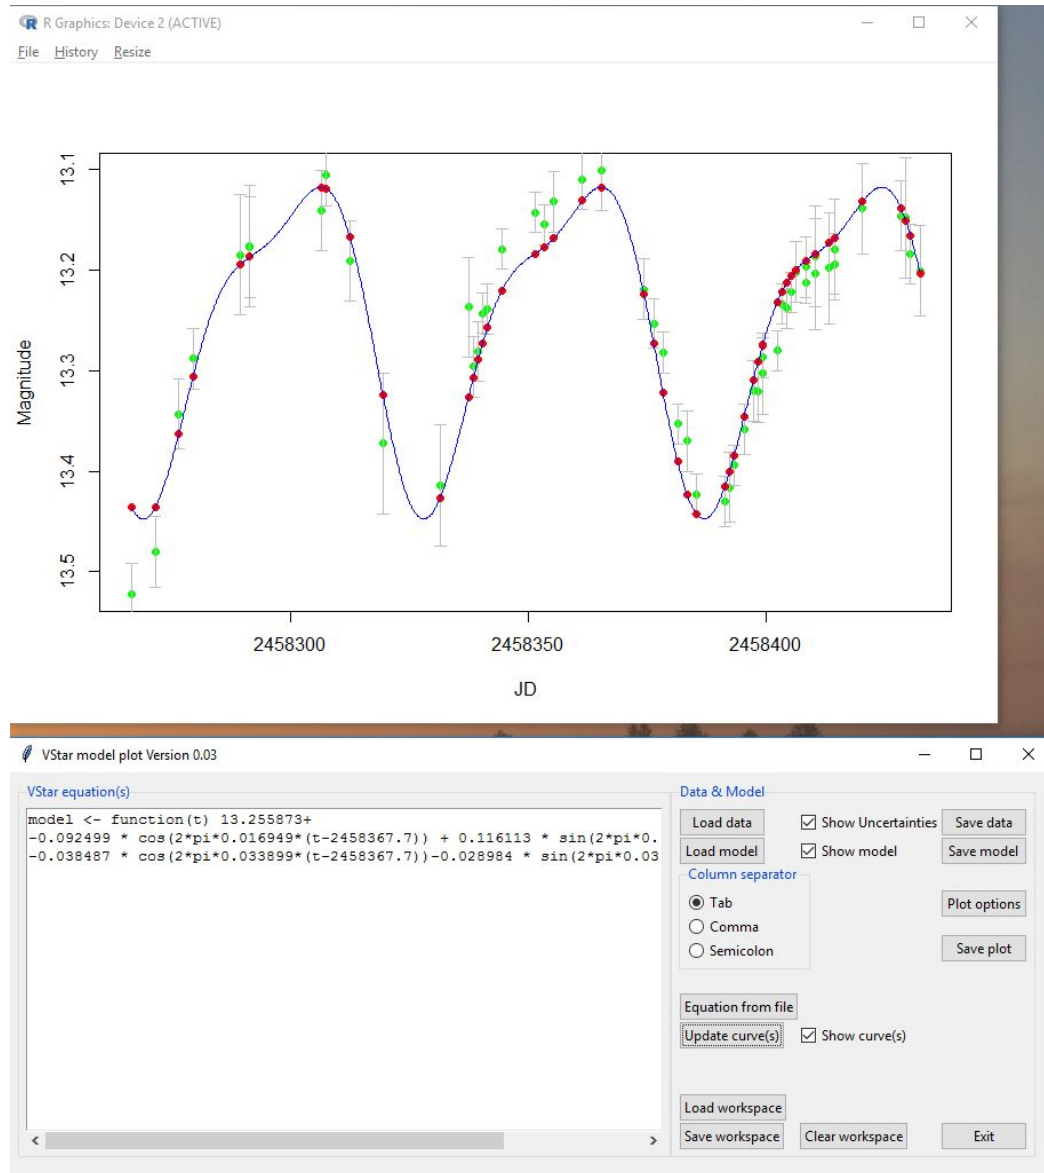 R Graphics: Device 2 (ACTIVE)
File History Resize
13.1
13.2
13.3
13.4
13.5
Magnitude
2458300 2458350 2458400
JD
VStar model plot Version 0.03
VStar equation(s)
model <- function(t) 13.255873+
-0.092499 * cos(2*pi*0.016949*(t-2458367.7)) + 0.116113 * sin(2*pi*0.
-0.038487 * cos(2*pi*0.033899*(t-2458367.7))-0.028984 * sin(2*pi*0.03
Data & Model
Load data Show Uncertainties Save data
Load model Show model Save model
Column separator
Tab
Comma
Semicolon
Plot options
Save plot
Equation from file
Update curve(s) Show curve(s)
Load workspace
Save workspace Clear workspace Exit